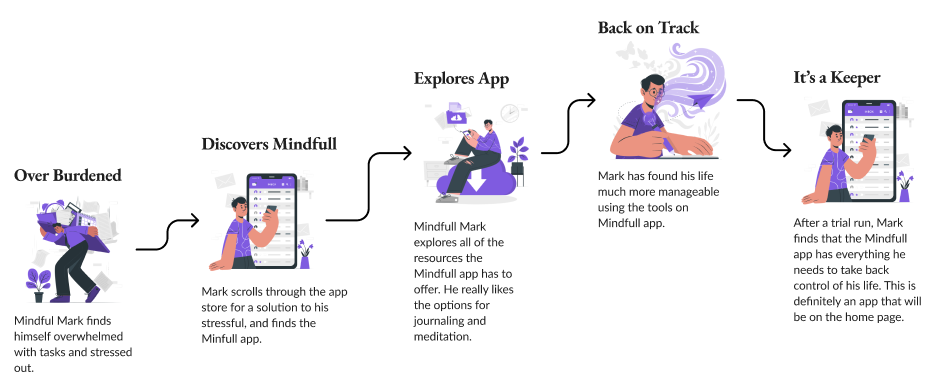 Over Burdened
Mindful Mark finds
himself overwhelmed
with tasks and stressed
out.
Discovers Mindfull
Mark scrolls through the app
store for a solution to his
stressful, and finds the
Minfull app.
Explores App
Mindfull Mark
explores all of the
resources the
Mindfull app has to
offer. He really likes
the options for
journaling and
meditation.
Back on Track
Mark has found his life
much more manageable
using the tools on
Mindfull app.
It's a Keeper
After a trial run, Mark
finds that the Mindfull
app has everything he
needs to take back
control of his life. This is
definitely an app that will
be on the home page.